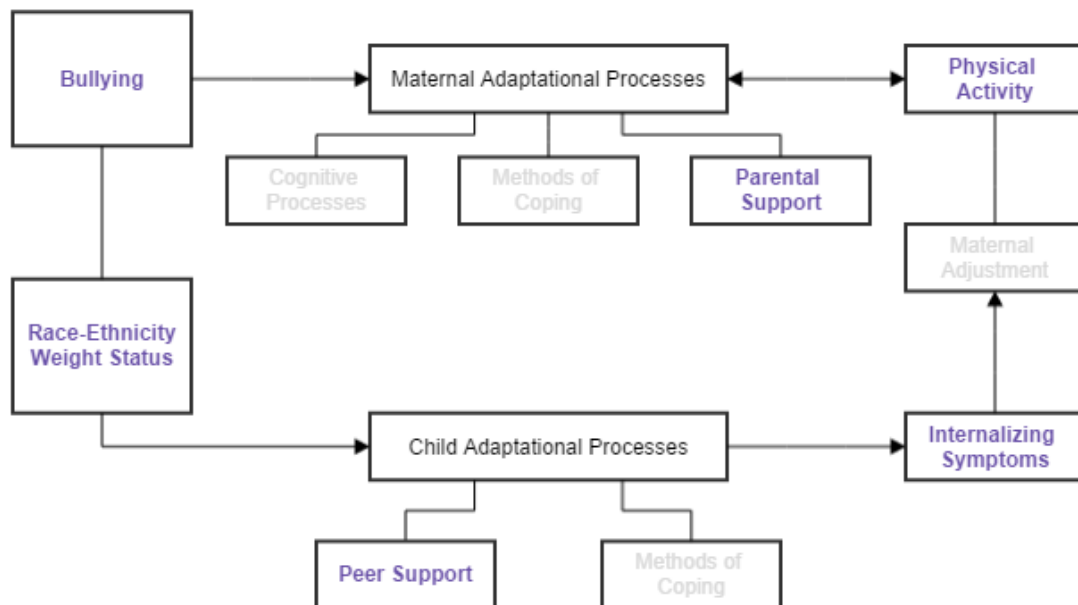 Bullying
Maternal Adaptational Processes
Physical
Activity
Cognitive
Processes
Methods of
Coping
Parental
Support
Maternal
Adjustment
Race-Ethnicity
Weight Status
Child Adaptational Processes
Internalizing
Symptoms
Peer Support
Methods of
Coping